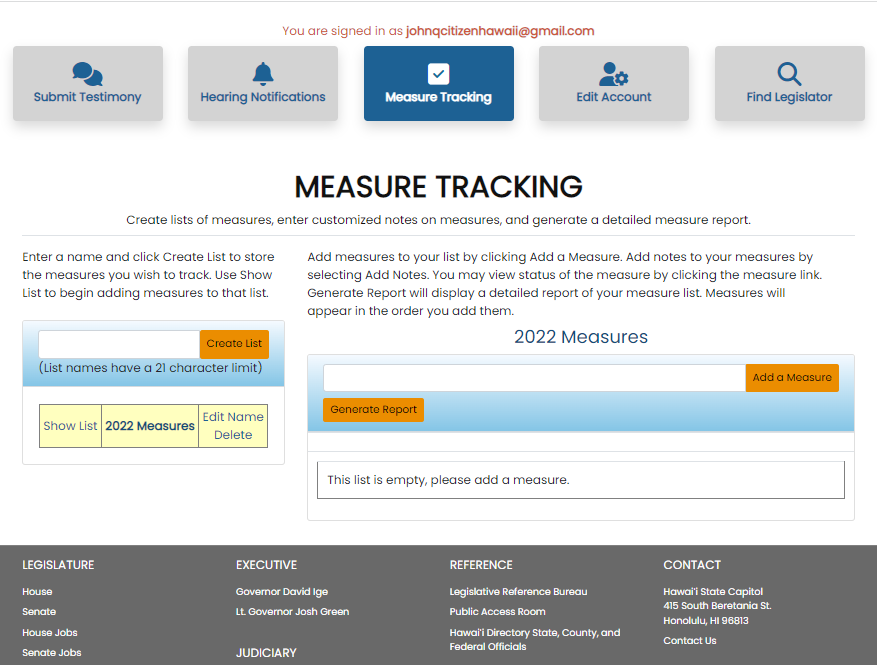 You are signed in as johnqcitizenhawaii@gmail.com
Submit Testimony
Hearing Notifications
Measure Tracking
Edit Account
Find Legislator
MEASURE TRACKING
Create lists of measures, enter customized notes on measures, and generate a detailed measure report.
Enter a name and click Create List to store
the measures you wish to track. Use Show
List to begin adding measures to that list.
Create List
(List names have a 21 character limit)
Show List
2022 Measures
Edit Name
Delete
Add measures to your list by clicking Add a Measure. Add notes to your measures by
selecting Add Notes. You may view status of the measure by clicking the measure link.
Generate Report will display a detailed report of your measure list. Measures will
appear in the order you add them.
2022 Measures
Add a Measure
Generate Report
This list is empty, please add a measure.
LEGISLATURE
House
Senate
House Jobs
Senate Jobs
EXECUTIVE
Governor David Ige
Lt. Governor Josh Green
JUDICIARY
REFERENCE
Legislative Reference Bureau
Public Access Room
Hawai'i Directory State, County, and
Federal Officials
CONTACT
Hawai'i State Capitol
415 South Beretania St.
Honolulu, HI 96813
Contact Us